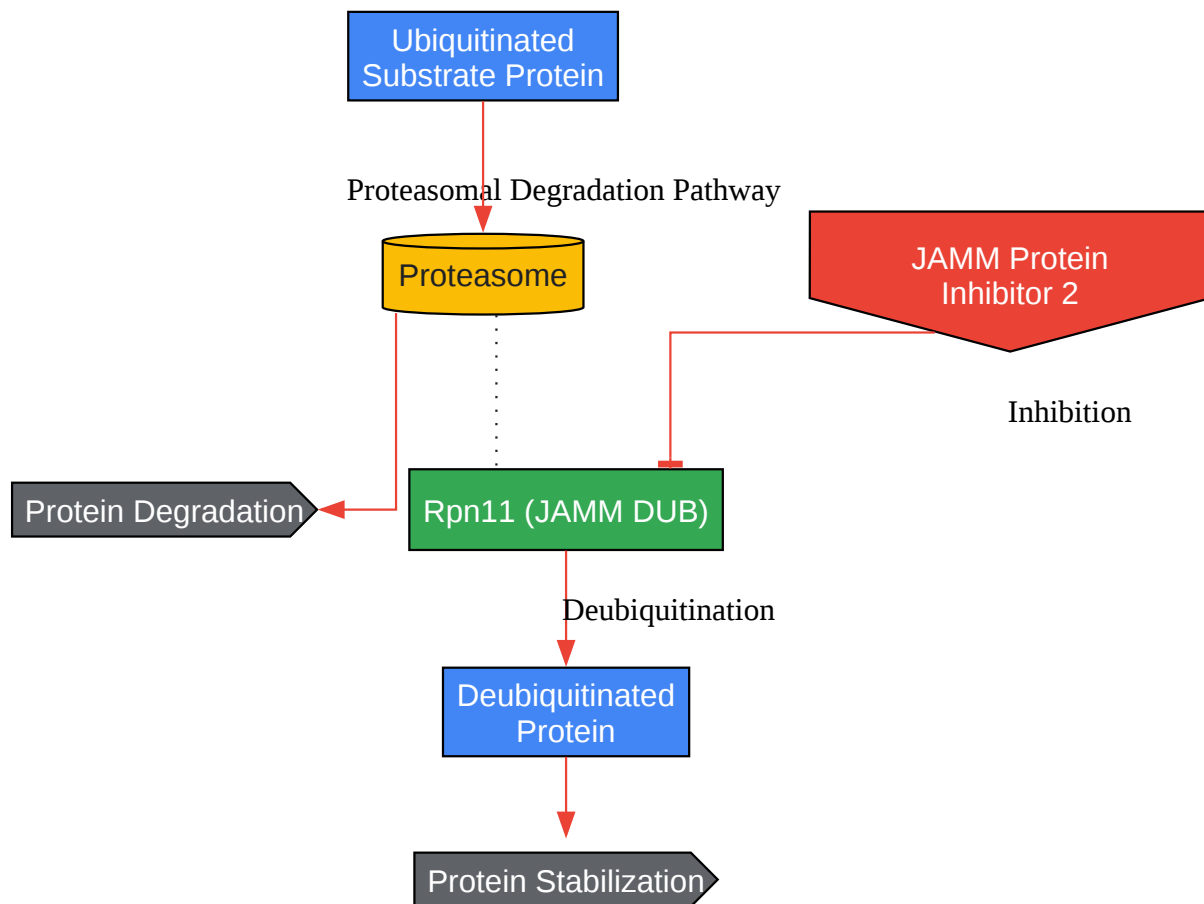 Ubiquitinated
Substrate Protein
Proteasomal Degradation Pathway
JAMM Protein
Inhibitor 2
Proteasome
Inhibition
Protein Degradation
Rpn11 (JAMM DUB)
Deubiquitination
Deubiquitinated
Protein
Protein Stabilization